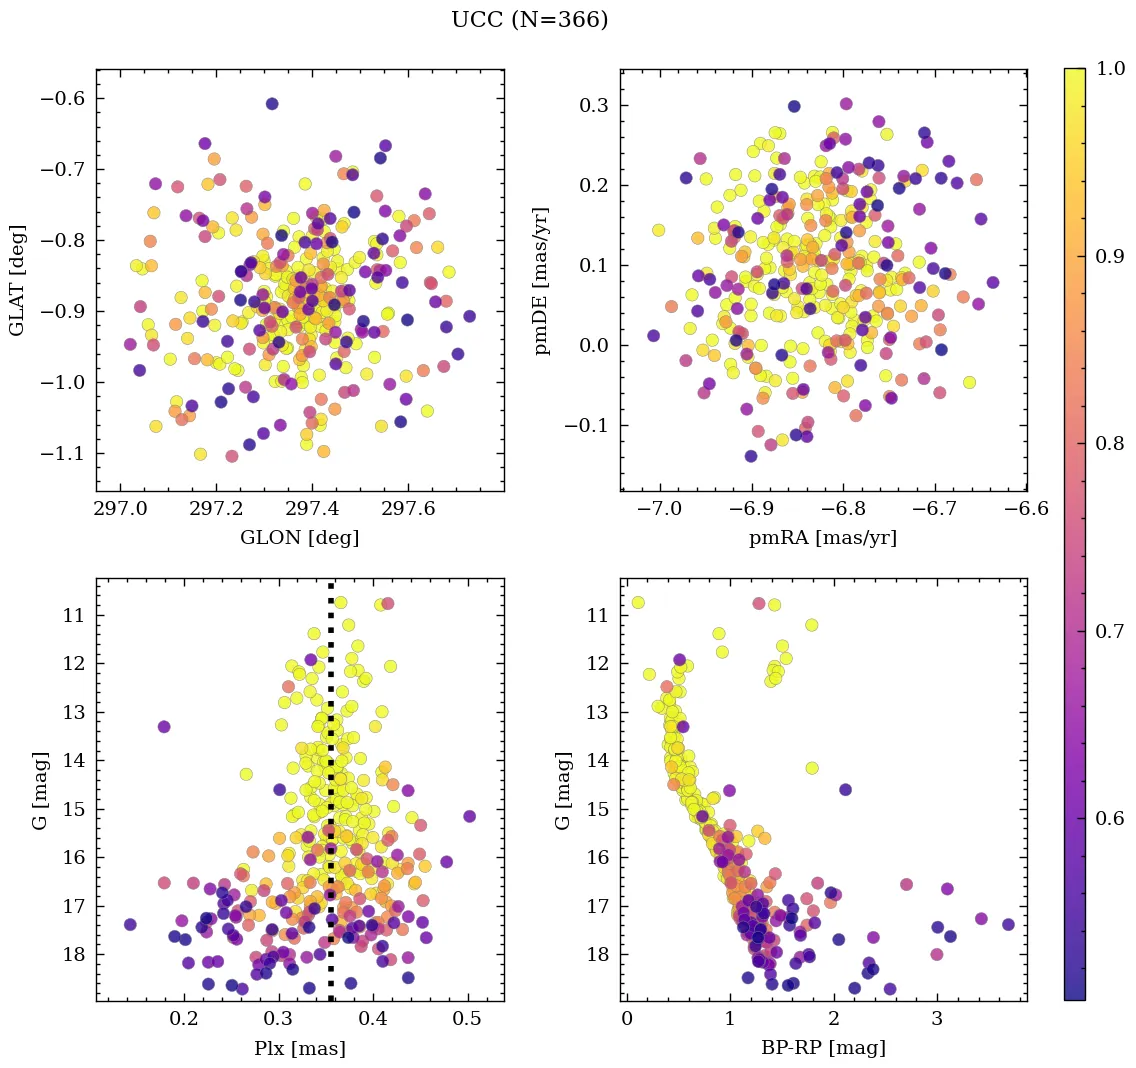 UCC (N=366)
−0.6
−0.7
−0.8
−0.9
−1.0
−1.1
GLAT [deg]
297.0 297.2 297.4 297.6
GLON [deg]
0.3
0.2
0.1
0.0
−0.1
pmDE [mas/yr]
−7.0 −6.9 −6.8 −6.7 −6.6
pmRA [mas/yr]
1.0
0.9
0.8
0.7
0.6
11
12
13
14
15
16
17
18
G [mag]
0.2 0.3 0.4 0.5
Plx [mas]
11
12
13
14
15
16
17
18
G [mag]
0 1 2 3
BP-RP [mag]